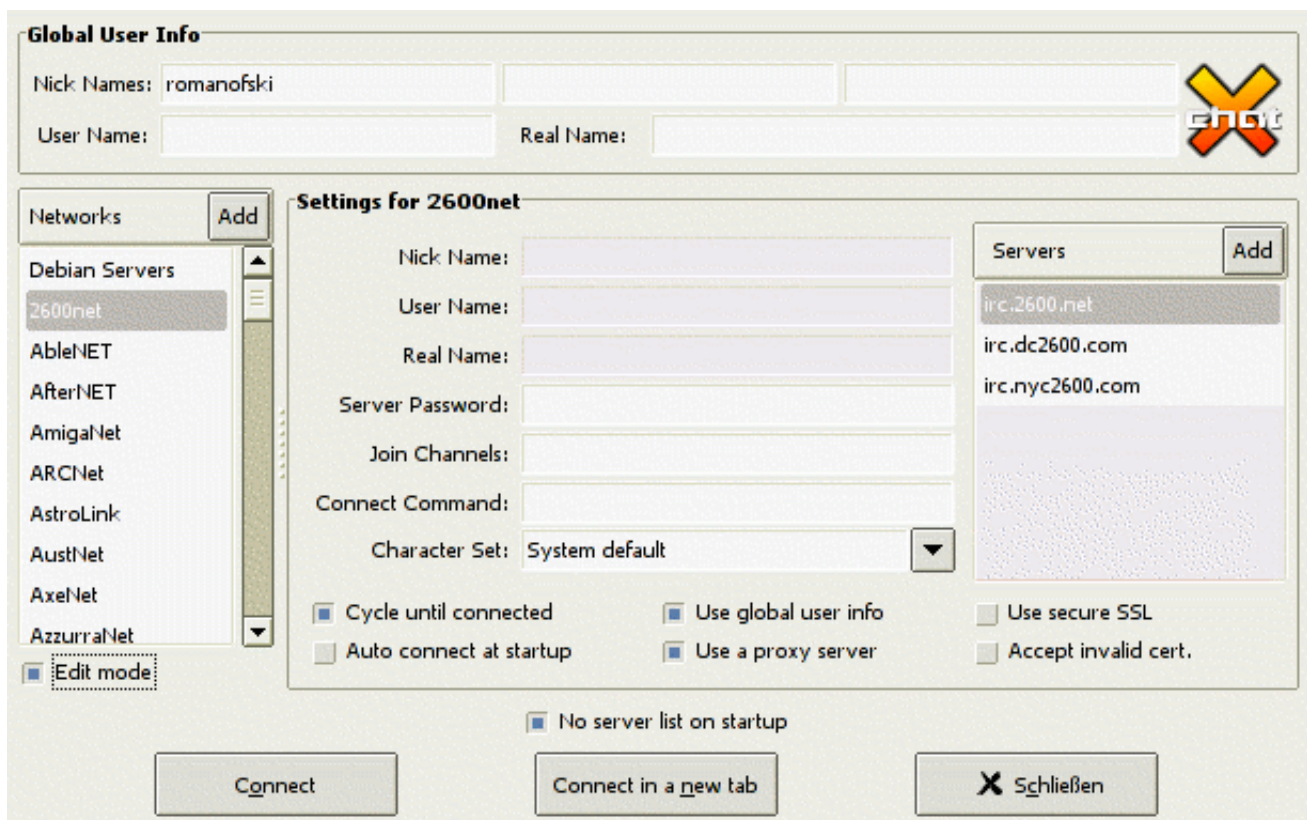 Global User Info
Nick Names: romanofski
User Name: Real Name:
chat
Networks Add
Debian Servers
2600net
AbleNET
AfterNET
AmigaNet
ARCNet
AstroLink
AustNet
AxeNet
AzzurraNet
Edit mode
Settings for 2600net
Nick Name:
User Name:
Real Name:
Server Password:
Join Channels:
Connect Command:
Character Set: System default
Servers Add
irc.2600.net
irc.dc2600.com
irc.nyc2600.com
Cycle until connected Use global user info Use secure SSL
Auto connect at startup Use a proxy server Accept invalid cert.
No server list on startup
Connect Connect in a new tab Schließen